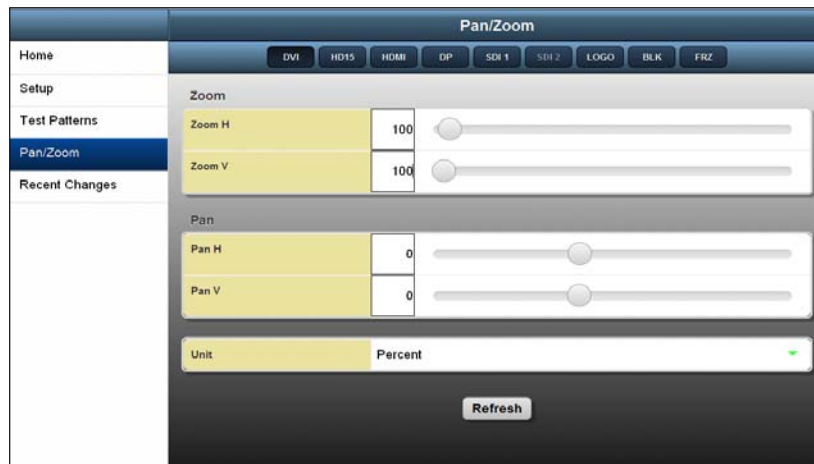 Pan/Zoom
Home
DVI HD15 HDMI DP SDI 1 SDI 2 LOGO BLK FRZ
Setup
Test Patterns
Pan/Zoom
Recent Changes
Zoom
Zoom H 100
Zoom V 100
Pan
Pan H 0
Pan V 0
Unit Percent
Refresh